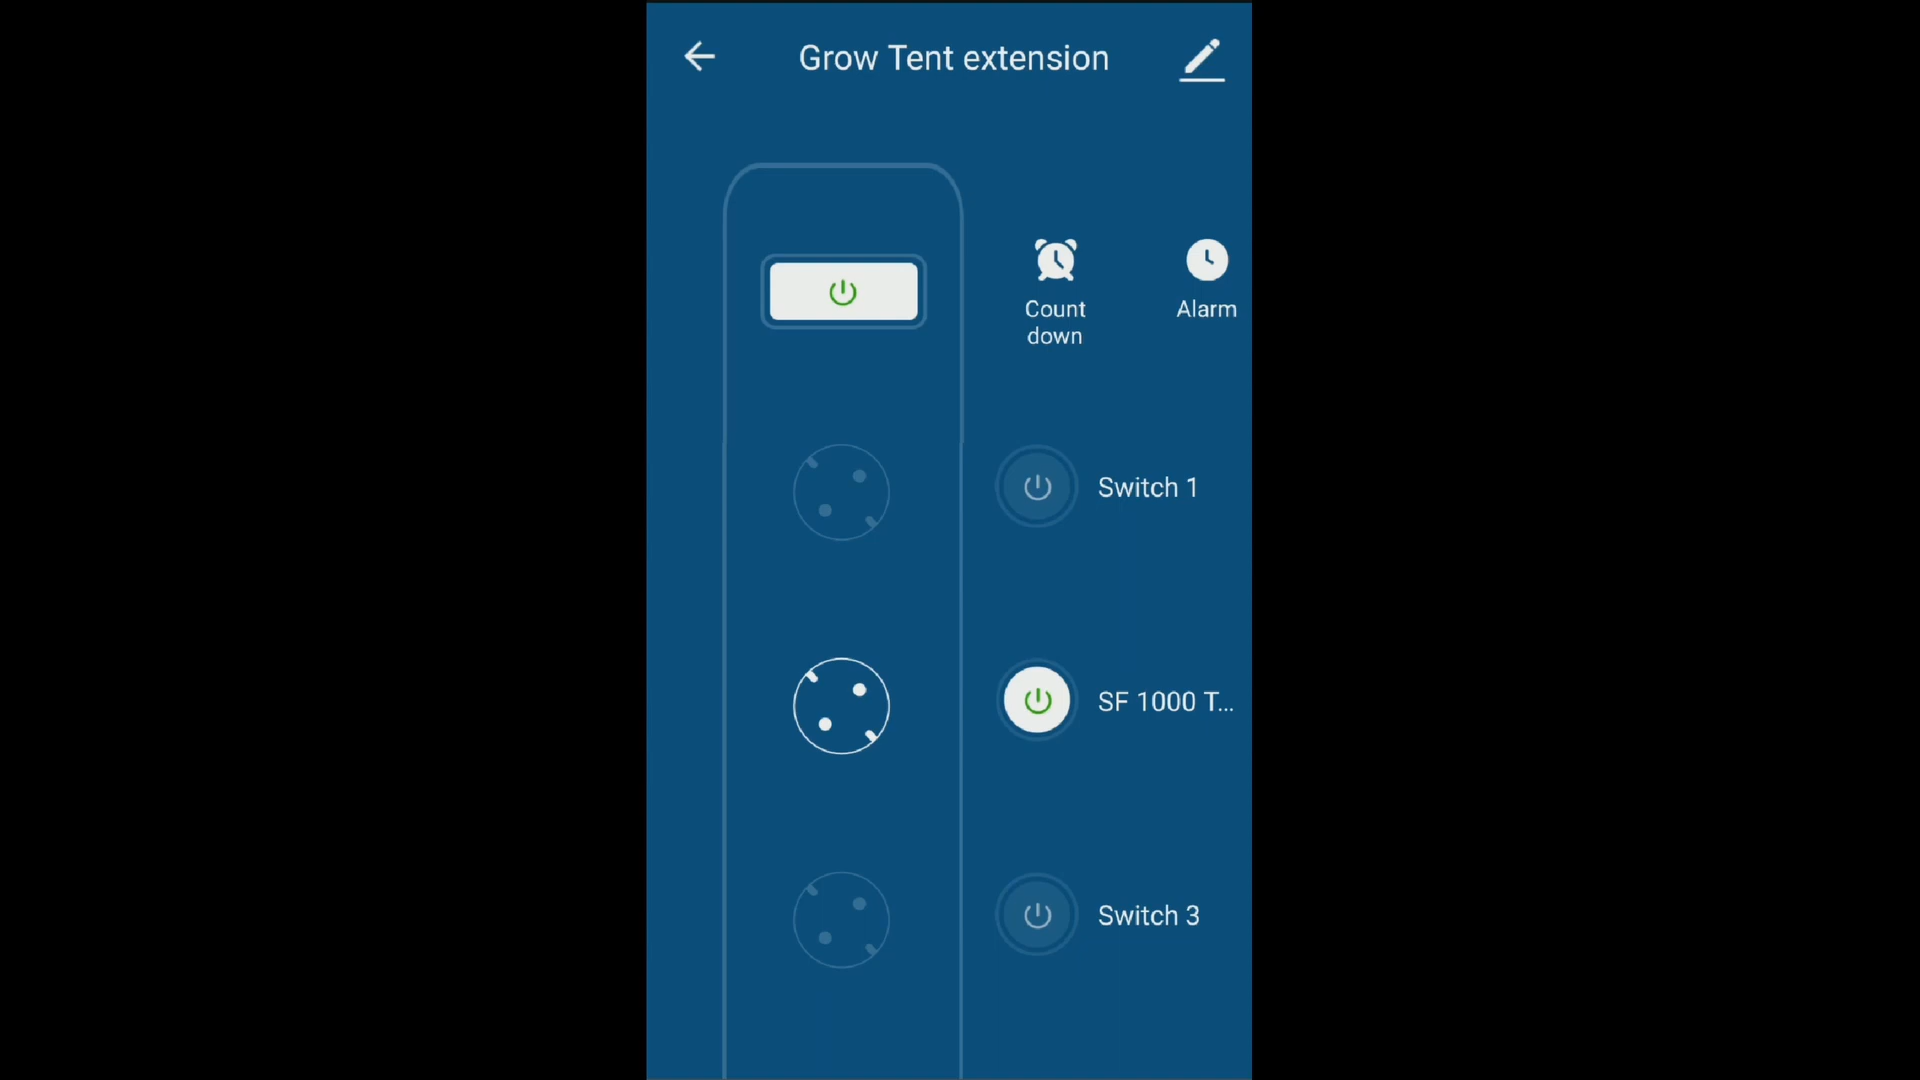 Grow Tent extension
Count
down
Alarm
Switch 1
SF 1000 T...
Switch 3